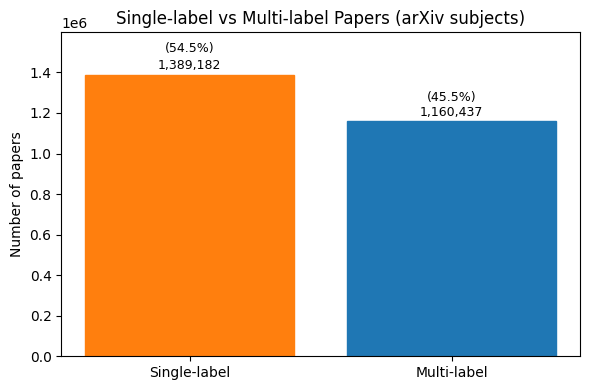 Single-label vs Multi-label Papers (arXiv subjects)
1e6
(54.5%)
1,389,182
(45.5%)
1,160,437
1.4
1.2
1.0
0.8
0.6
0.4
0.2
0.0
Number of papers
Single-label
Multi-label